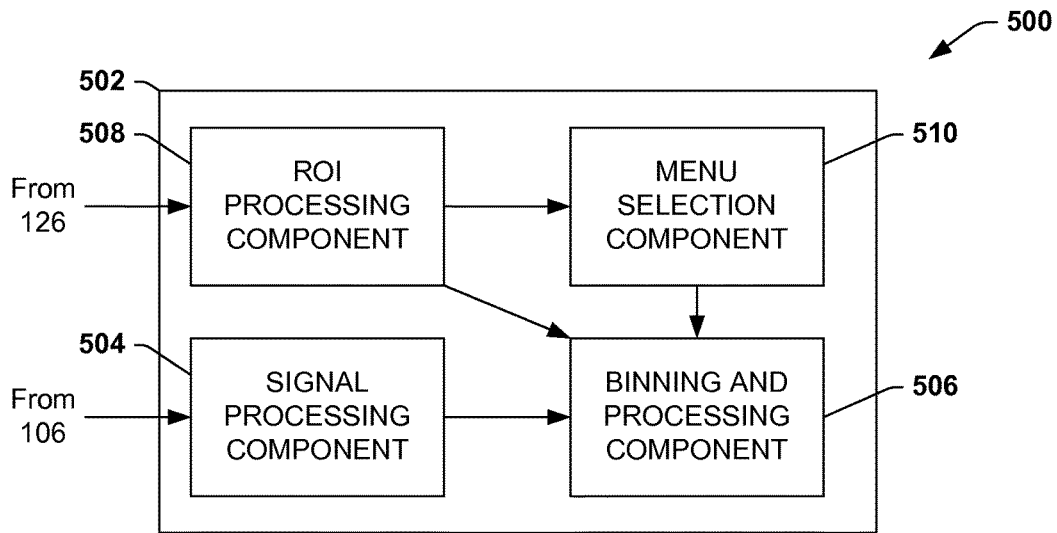 500
502
508
510
From
126
ROI
PROCESSING
COMPONENT
MENU
SELECTION
COMPONENT
504
506
From
106
SIGNAL
PROCESSING
COMPONENT
BINNING AND
PROCESSING
COMPONENT